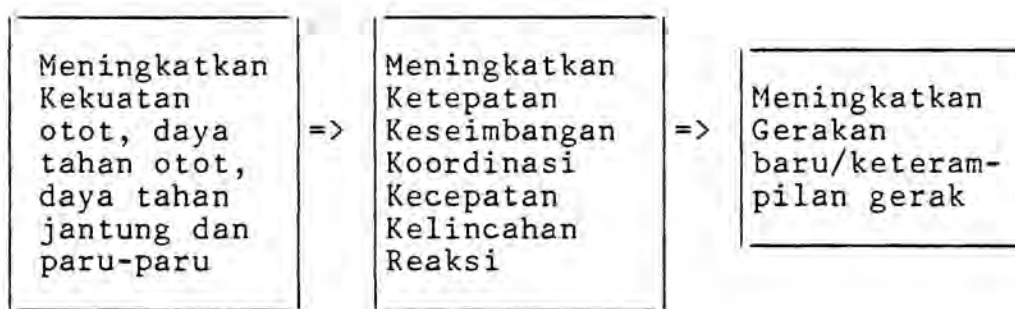 Meningkatkan
Kekuatan
otot, daya
tahan otot,
daya tahan
jantung dan
paru-paru
=>
Meningkatkan
Ketepatan
Keseimbangan
Koordinasi
Kecepatan
Kelincahan
Reaksi
=>
Meningkatkan
Gerakan
baru/keteram-
pilan gerak